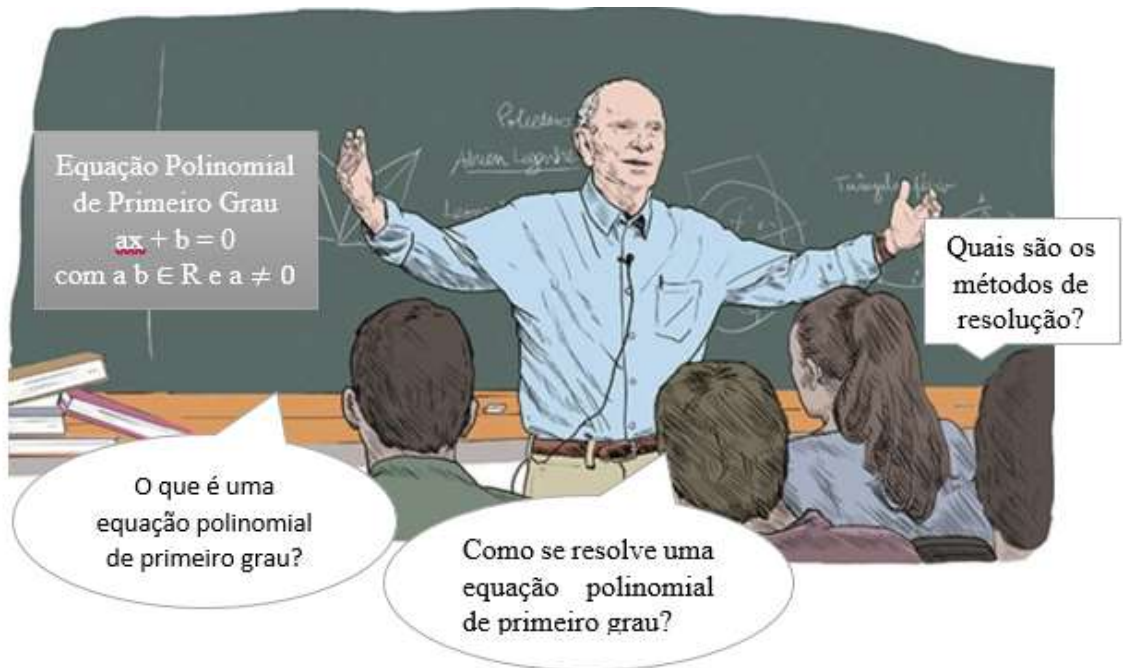 Equação Polinomial
de Primeiro Grau
ax + b = 0
com a b ∈ R e a ≠ 0
Quais são os
métodos de
resolução?
O que é uma
equação polinomial
de primeiro grau?
Como se resolve uma
equação polinomial
de primeiro grau?